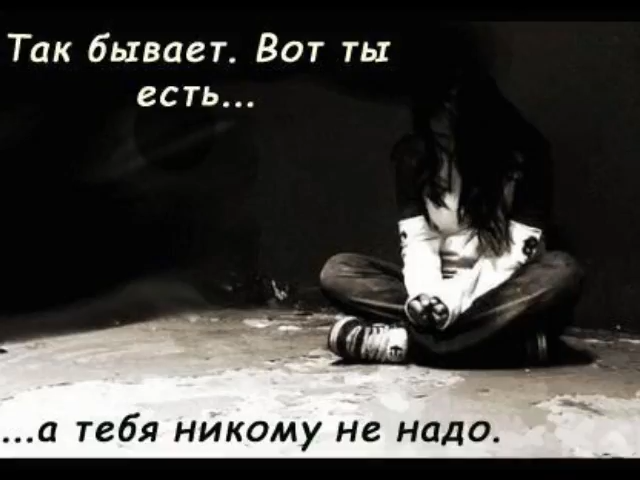 Так бывает. Вот ты
есть...
...а тебя никому не надо.